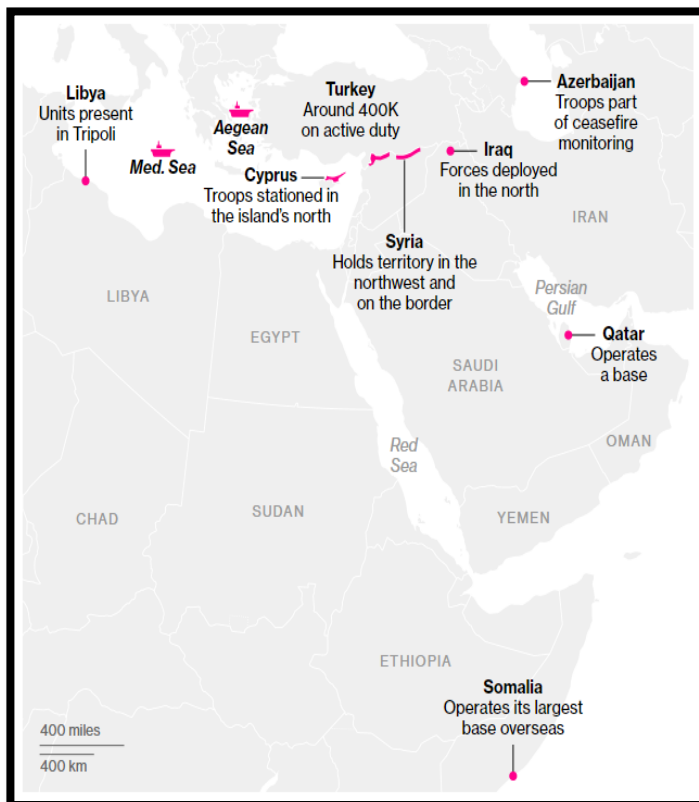 Libya
Units present
in Tripoli
Med. Sea
Aegean
Sea
Turkey
Around 400K
on active duty
Azerbaijan
Troops part
of ceasefire
monitoring
Cyprus
Troops stationed in
the island's north
Iraq
Forces deployed
in the north
Syria
Holds territory in the
northwest and
on the border
IRAN
LIBYA
EGYPT
Persian
Gulf
Qatar
Operates
a base
SAUDI
ARABIA
OMAN
Red
Sea
CHAD
SUDAN
YEMEN
ETHIOPIA
Somalia
Operates its largest
base overseas
400 miles
400 km